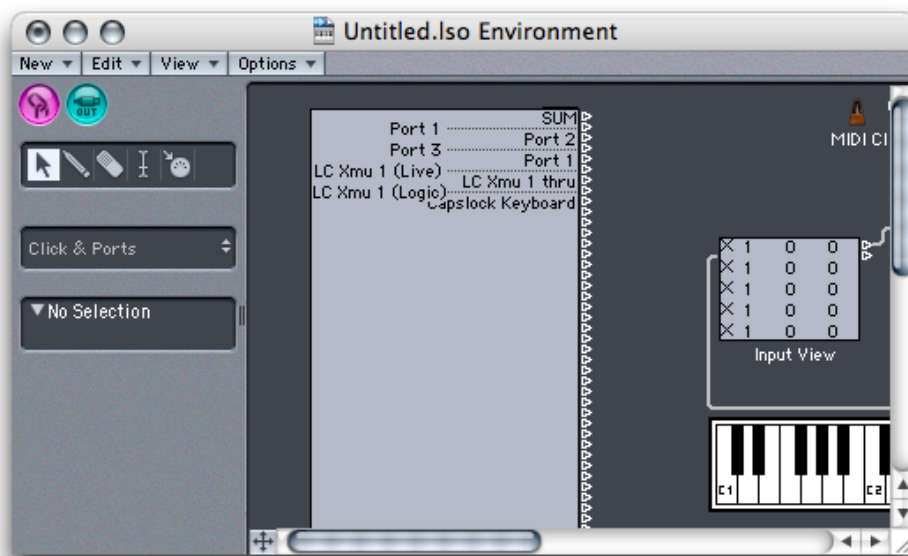 Untitled.lso Environment
New Edit View Options
OUT
Click & Ports
No Selection
SUM
Port 1
Port 2
Port 3
Port 1
LC Xmu 1 (Live)
LC Xmu 1 thru
LC Xmu 1 (Logic)
Capslock Keyboard
MIDI Cl
1 0 0
1 0 0
1 0 0
1 0 0
1 0 0
Input View
C1 C2